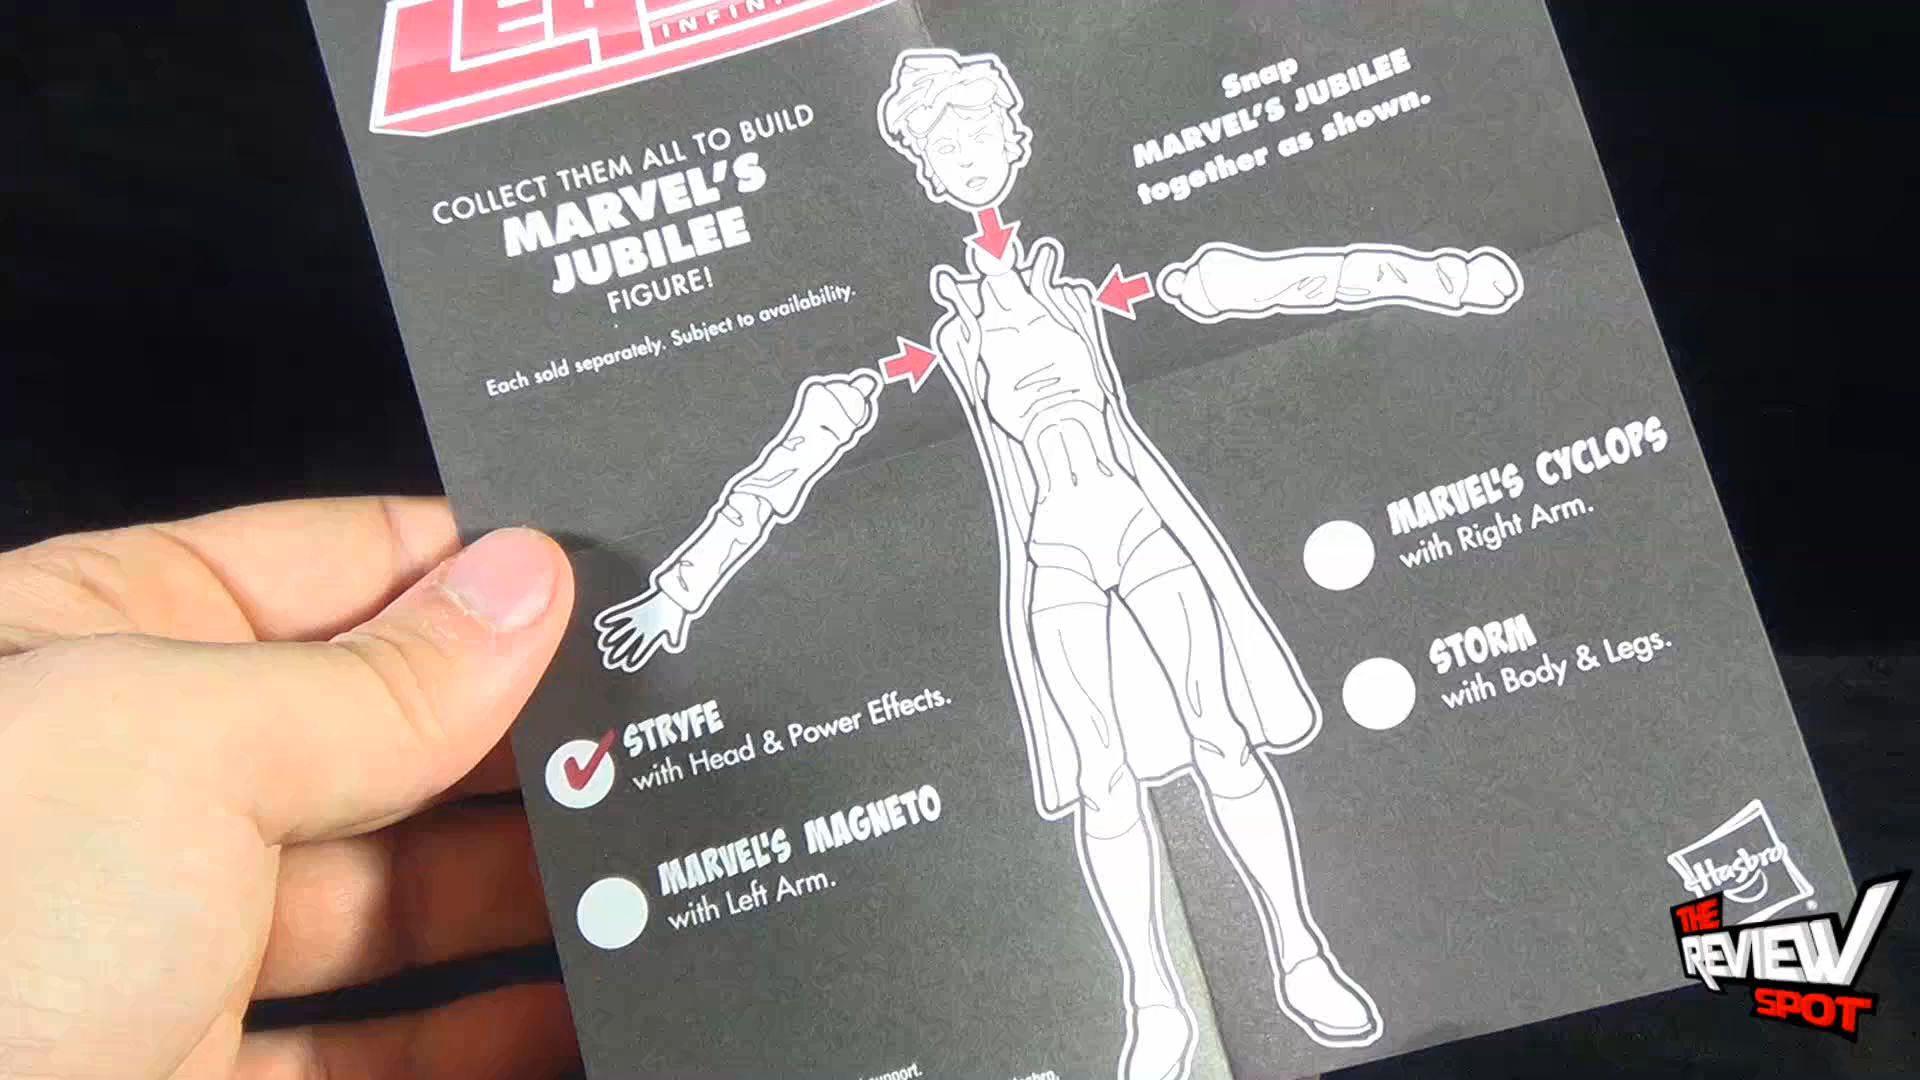 COLLECT THEM ALL TO BUILD
MARVEL'S
JUBILEE
FIGURE!
Each sold separately. Subject to availability.
Snap
MARVEL'S JUBILEE
together as shown.
STRYFE
with Head & Power Effects.
MARVEL'S MAGNETO
with Left Arm.
MARVEL'S CYCLOPS
with Right Arm.
STORM
with Body & Legs.
support.
Hasbro
THE
REVIEW
SPOT